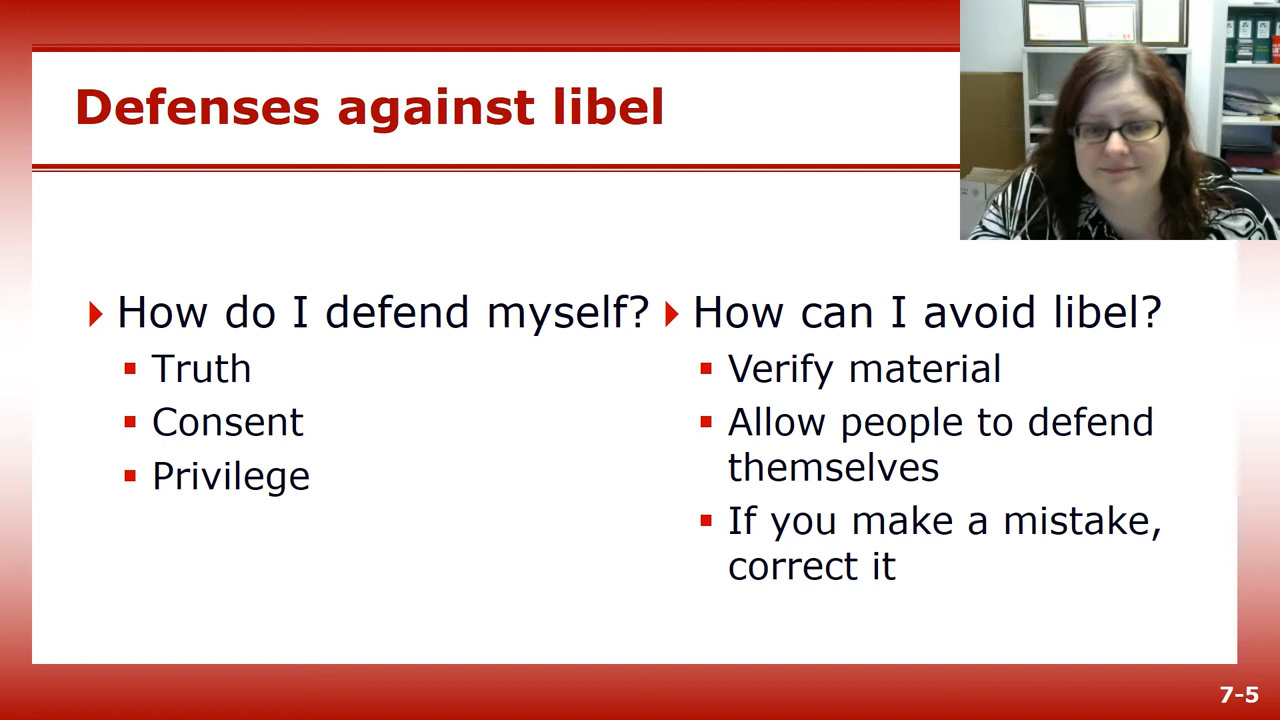 Defenses against libel
How do I defend myself?
Truth
Consent
Privilege
How can I avoid libel?
Verify material
Allow people to defend
themselves
If you make a mistake,
correct it
7-5